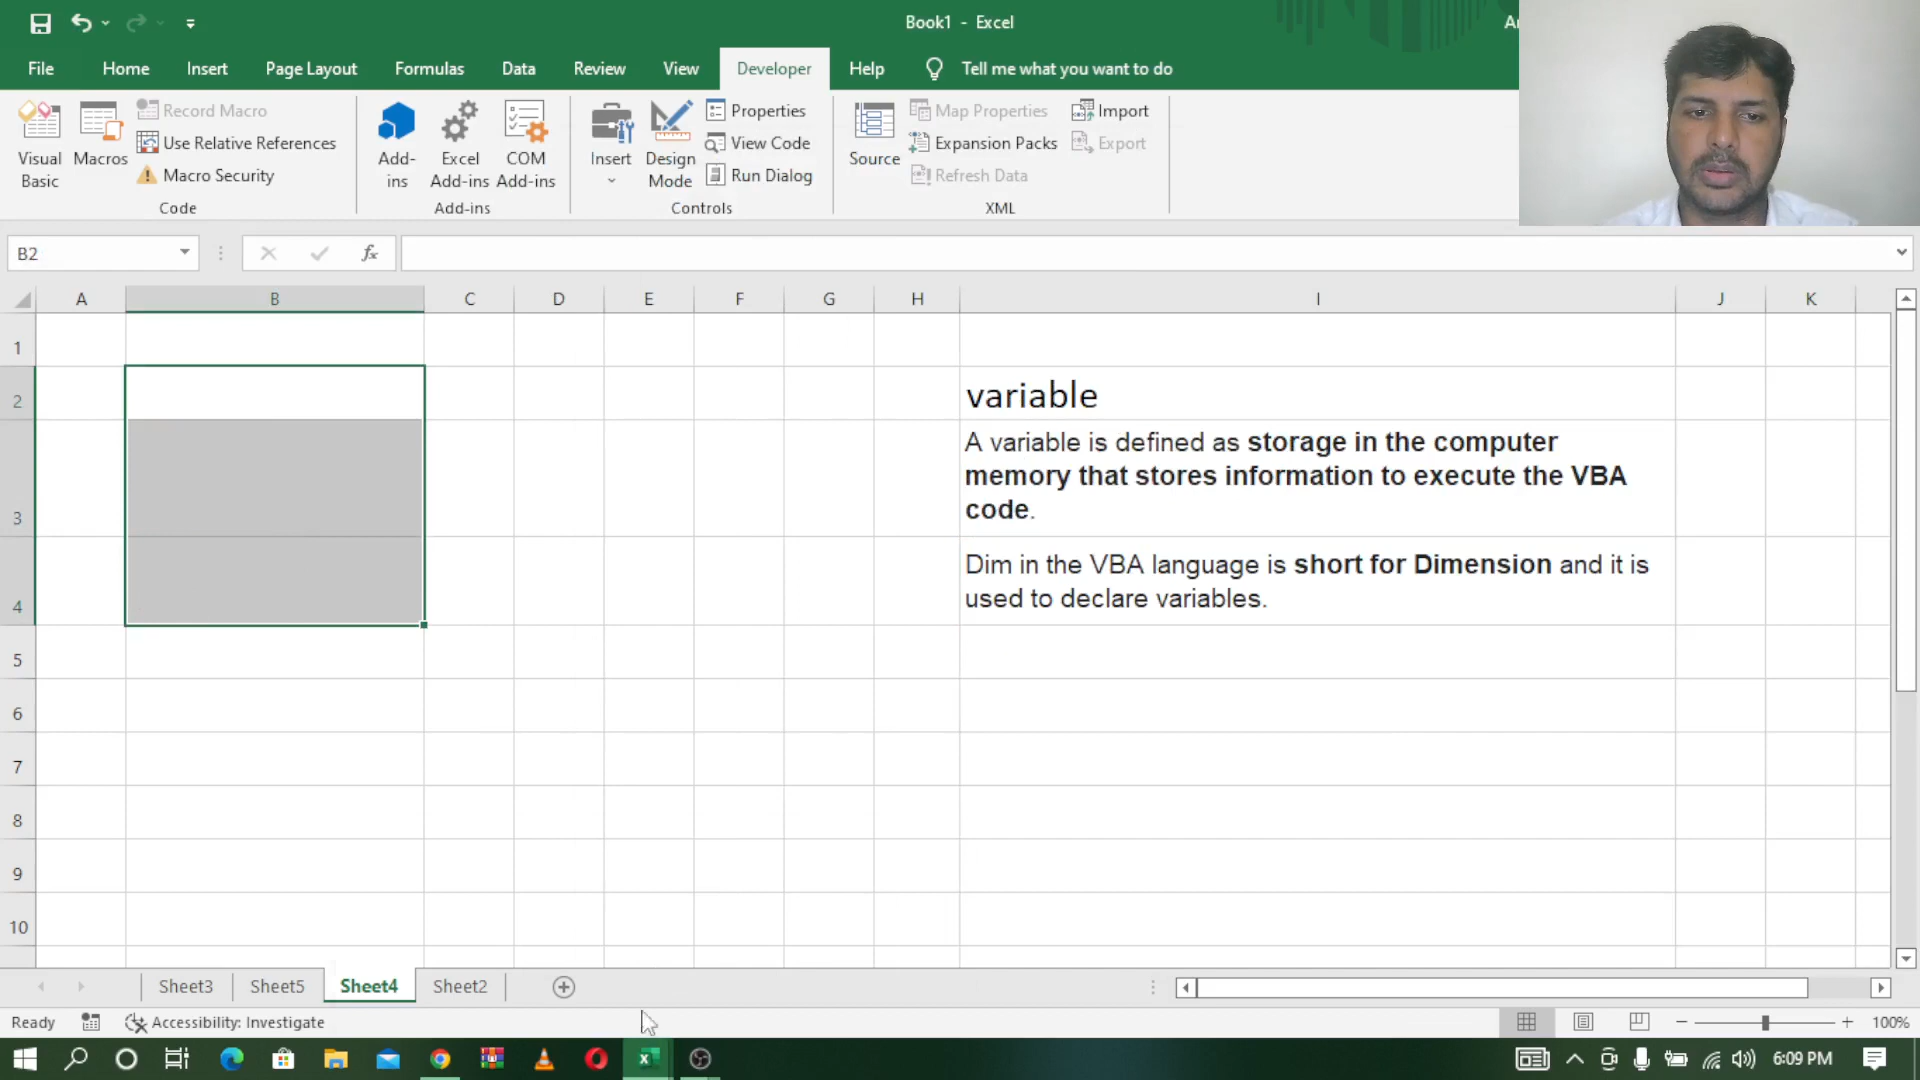 Book1 - Excel
File Home Insert Page Layout Formulas Data Review View Developer Help Tell me what you want to do
Visual Basic
Macros
Record Macro
Use Relative References
Macro Security
Code
Add-ins
Excel Add-ins
COM Add-ins
Add-ins
Insert
Design Mode
Properties
View Code
Run Dialog
Controls
Source
Map Properties
Expansion Packs
Refresh Data
Import
Export
XML
B2
fx
A B C D E F G H I J K
1
2
variable
3
A variable is defined as storage in the computer
memory that stores information to execute the VBA
code.
4
Dim in the VBA language is short for Dimension and it is
used to declare variables.
5
6
7
8
9
10
Sheet3 Sheet5 Sheet4 Sheet2
Ready
Accessibility: Investigate
100%
6:09 PM